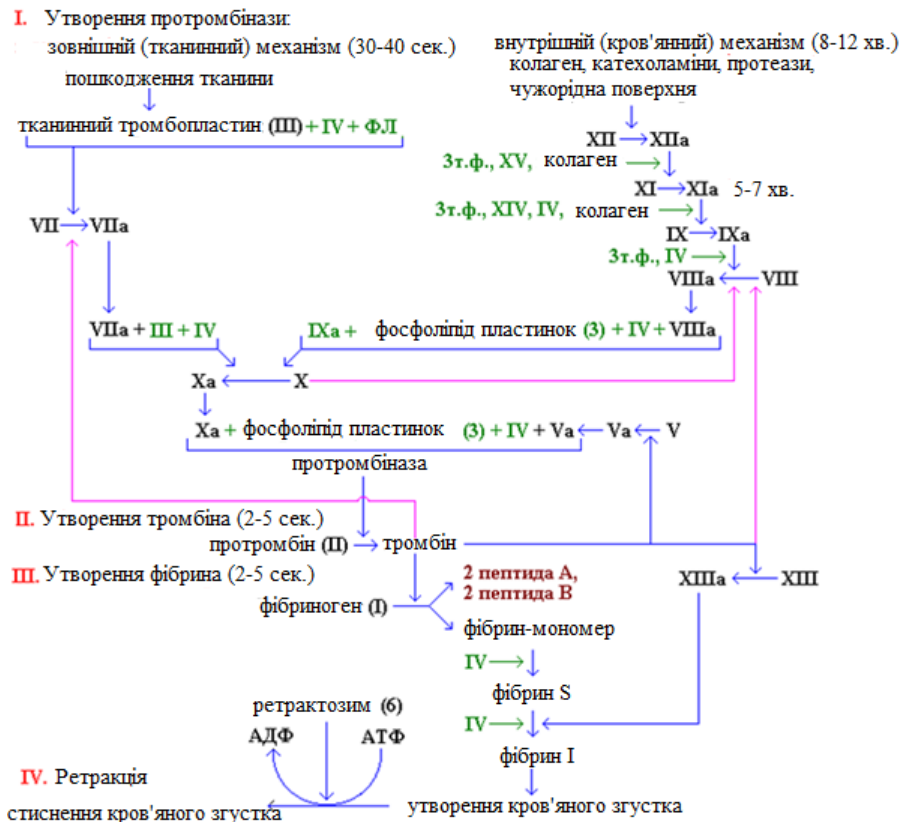 I. Утворення протромбінази:
зовнішній (тканинний) механізм (30-40 сек.)
внутрішній (кров'янний) механізм (8-12 хв.)
пошкодження тканини
колаген, катехоламіни, протеази,
чужорідна поверхня
тканинний тромбопластин (III) + IV + ФЛ
XII XIIa
3т.ф., XV, колаген
XI XIa 5-7 хв.
3т.ф., XIV, IV, колаген
VII VIIa
IX IXa
3т.ф., IV
VIIIa VIII
VIIa + III + IV
IXa + фосфоліпід пластинок (3) + IV + VIIIa
Xa X
Xa + фосфоліпід пластинок (3) + IV + Va Va V
протромбіназа
II. Утворення тромбіна (2-5 сек.)
протромбін (II) тромбін
III. Утворення фібрина (2-5 сек.)
2 пептида A,
2 пептида B
XIIIa XIII
фібриноген (I)
фібрин-мономер
IV
фібрин S
ретрактозим (6)
IV
АДФ АТФ
фібрин I
IV. Ретракція
стиснення кров'яного згустка
утворення кров'яного згустка